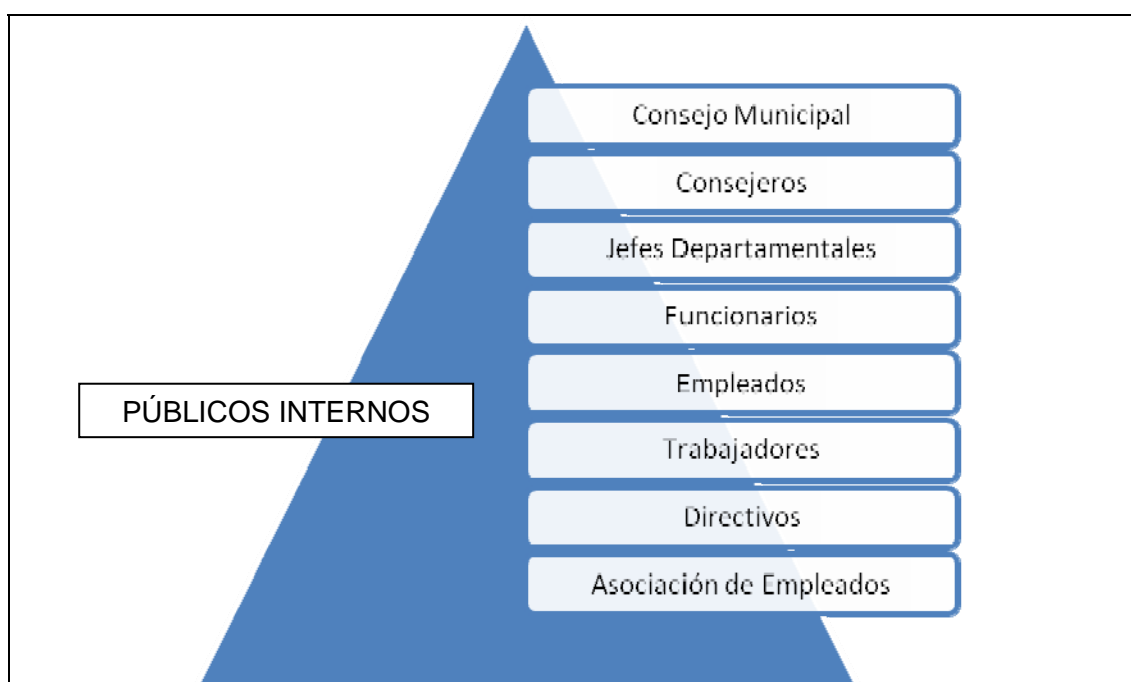 Consejo Municipal
Consejeros
Jefes Departamentales
Funcionarios
Empleados
PÚBLICOS INTERNOS
Trabajadores
Directivos
Asociación de Empleados